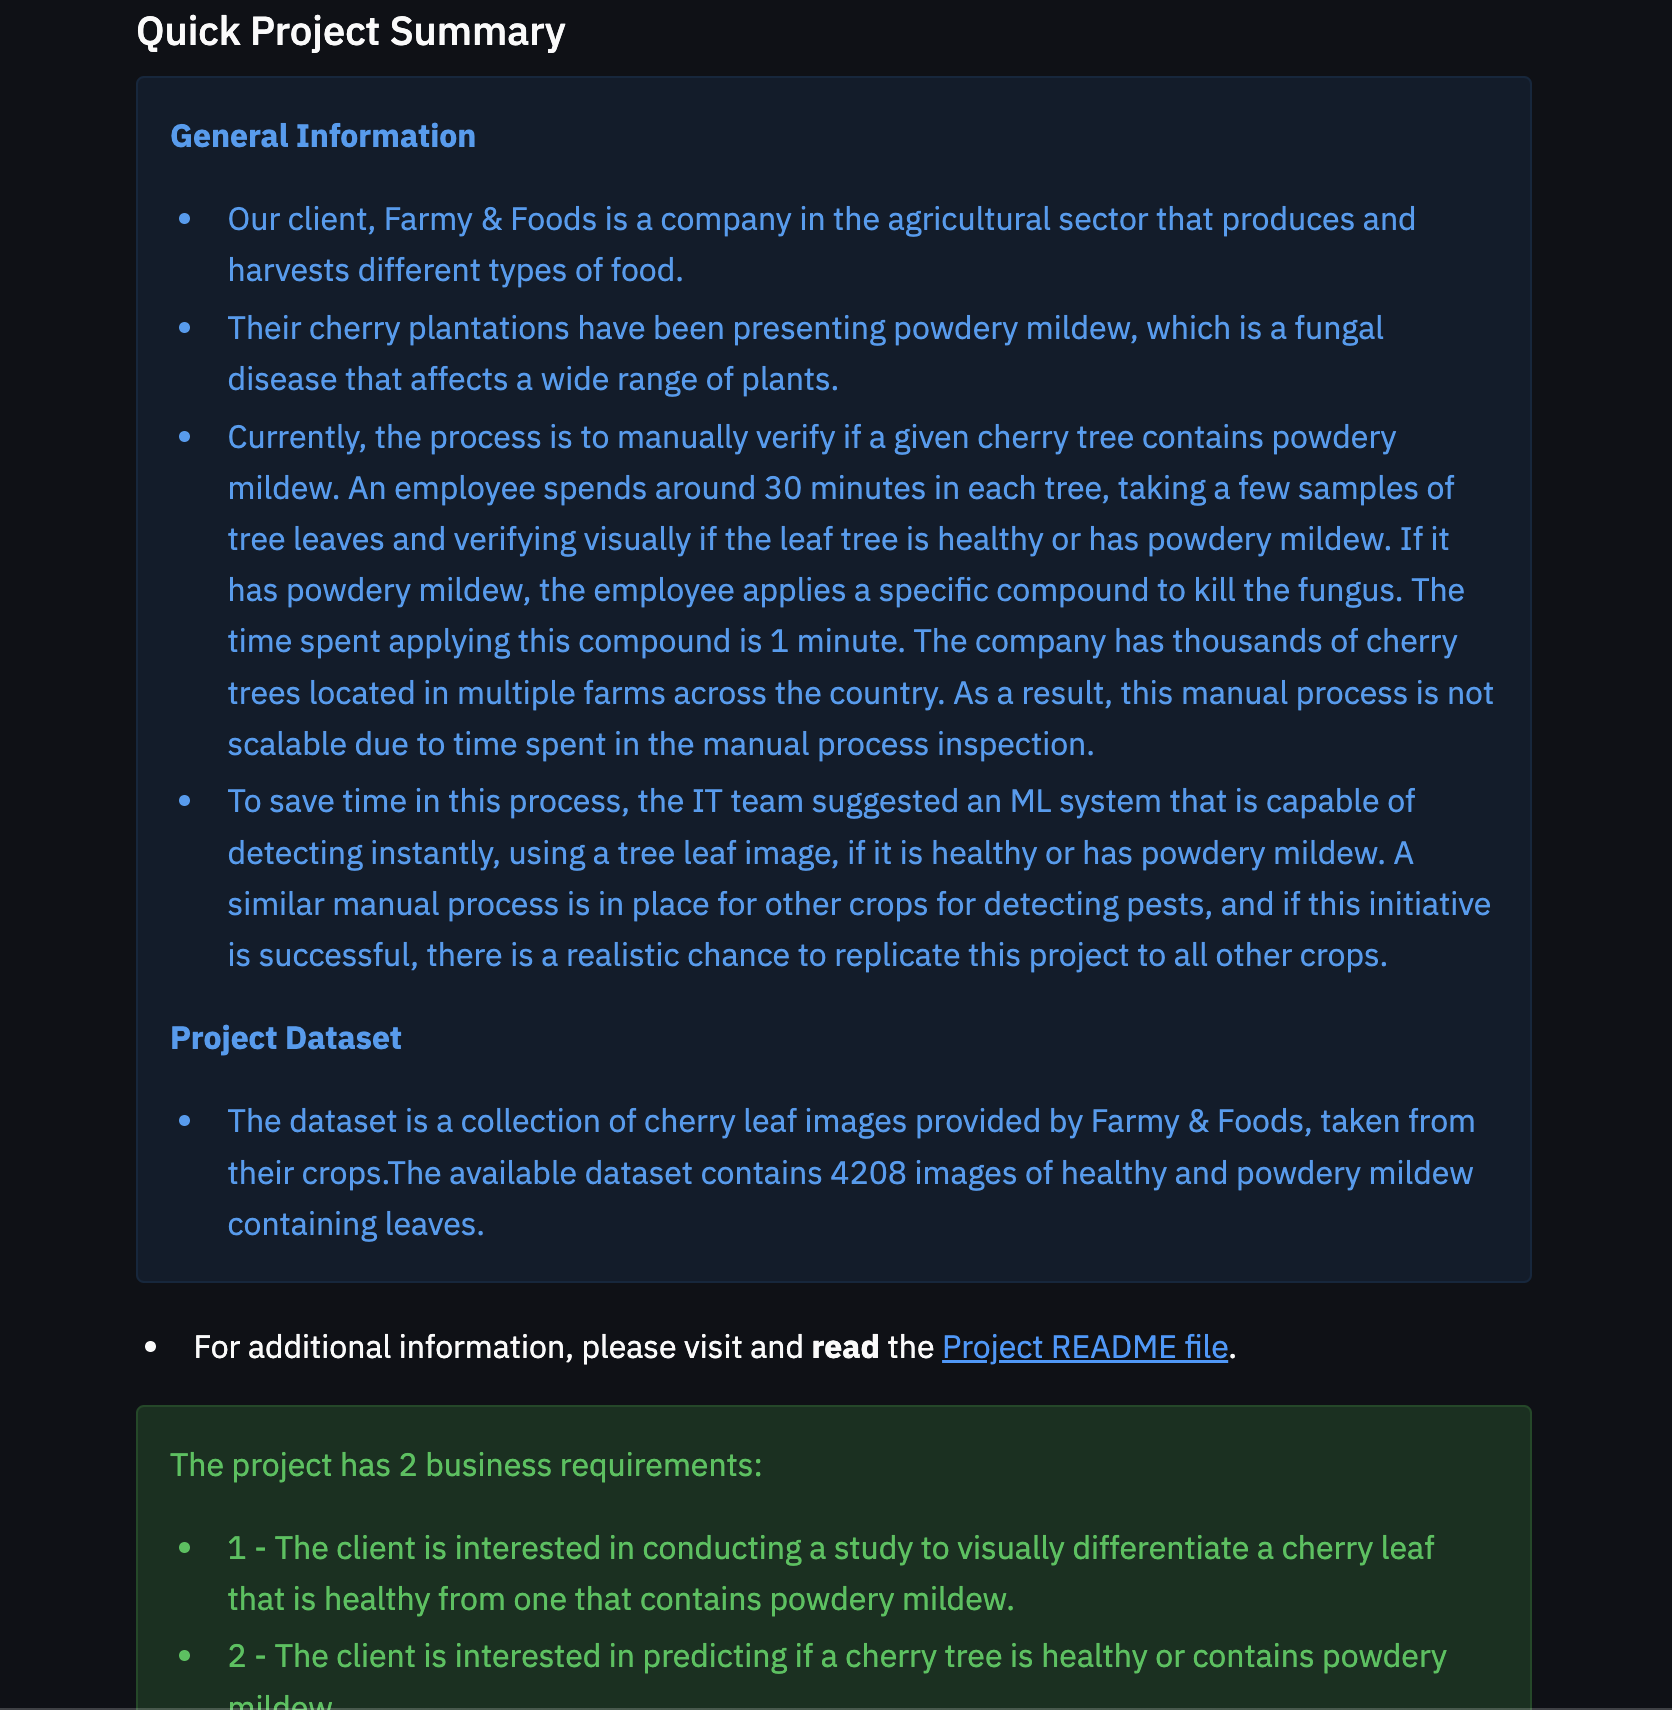 Quick Project Summary
General Information
• Our client, Farmy & Foods is a company in the agricultural sector that produces and
harvests different types of food.
• Their cherry plantations have been presenting powdery mildew, which is a fungal
disease that affects a wide range of plants.
• Currently, the process is to manually verify if a given cherry tree contains powdery
mildew. An employee spends around 30 minutes in each tree, taking a few samples of
tree leaves and verifying visually if the leaf tree is healthy or has powdery mildew. If it
has powdery mildew, the employee applies a specific compound to kill the fungus. The
time spent applying this compound is 1 minute. The company has thousands of cherry
trees located in multiple farms across the country. As a result, this manual process is not
scalable due to time spent in the manual process inspection.
• To save time in this process, the IT team suggested an ML system that is capable of
detecting instantly, using a tree leaf image, if it is healthy or has powdery mildew. A
similar manual process is in place for other crops for detecting pests, and if this initiative
is successful, there is a realistic chance to replicate this project to all other crops.
Project Dataset
• The dataset is a collection of cherry leaf images provided by Farmy & Foods, taken from
their crops.The available dataset contains 4208 images of healthy and powdery mildew
containing leaves.
• For additional information, please visit and read the Project README file.
The project has 2 business requirements:
• 1 - The client is interested in conducting a study to visually differentiate a cherry leaf
that is healthy from one that contains powdery mildew.
• 2 - The client is interested in predicting if a cherry tree is healthy or contains powdery
mildew